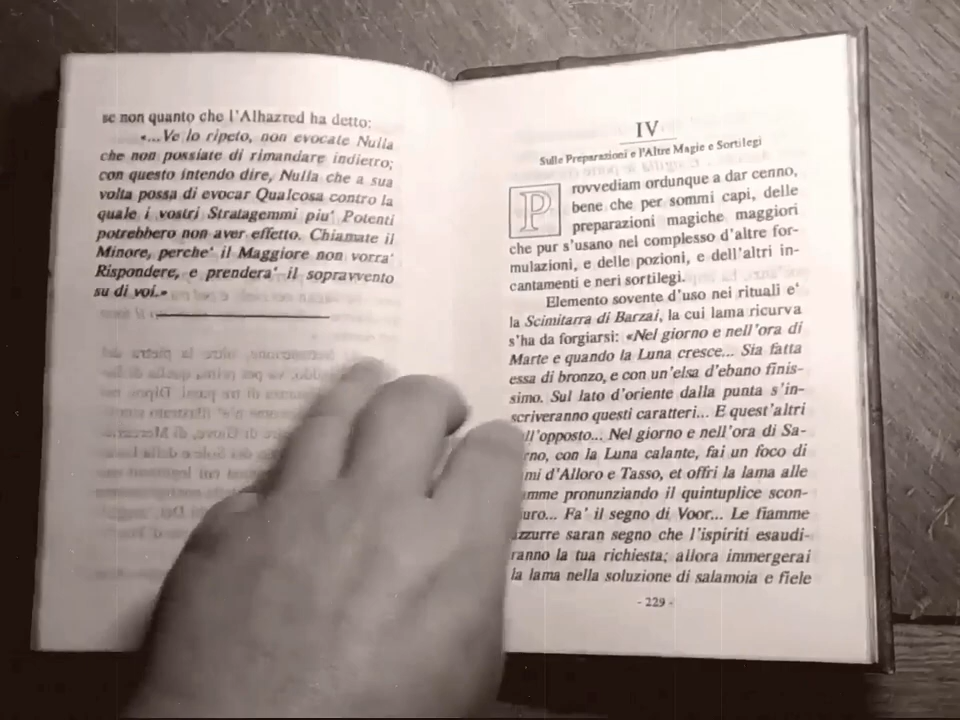 se non quanto che l'Alhazred ha detto:
«...Ve lo ripeto, non evocate Nulla
che non possiate di rimandare indietro;
con questo intendo dire, Nulla che a sua
volta possa di evocar Qualcosa contro la
quale i vostri Stratagemmi piu' Potenti
potrebbero non aver effetto. Chiamate il
Minore, perche' il Maggiore non vorra'
Rispondere, e prendera' il sopravvento
su di voi.»
IV
Sulle Preparazioni e l'Altre Magie e Sortilegi
Provvediam ordunque a dar cenno,
bene che per sommi capi, delle
preparazioni magiche maggiori
che pur s'usano nel complesso d'altre for-
mulazioni, e delle pozioni, e dell'altri in-
cantamenti e neri sortilegi.
Elemento sovente d'uso nei rituali e'
la Scimitarra di Barzai, la cui lama ricurva
s'ha da forgiarsi: «Nel giorno e nell'ora di
Marte e quando la Luna cresce... Sia fatta
essa di bronzo, e con un'elsa d'ebano finis-
simo. Sul lato d'oriente dalla punta s'in-
scriveranno questi caratteri... E quest'altri
all'opposto... Nel giorno e nell'ora di Sa-
rno, con la Luna calante, fai un foco di
mi d'Alloro e Tasso, et offri la lama alle
amme pronunziando il quintuplice scon-
uro... Fa' il segno di Voor... Le fiamme
azzurre saran segno che l'ispiriti esaudi-
ranno la tua richiesta; allora immergerai
la lama nella soluzione di salamoia e fiele
- 229 -